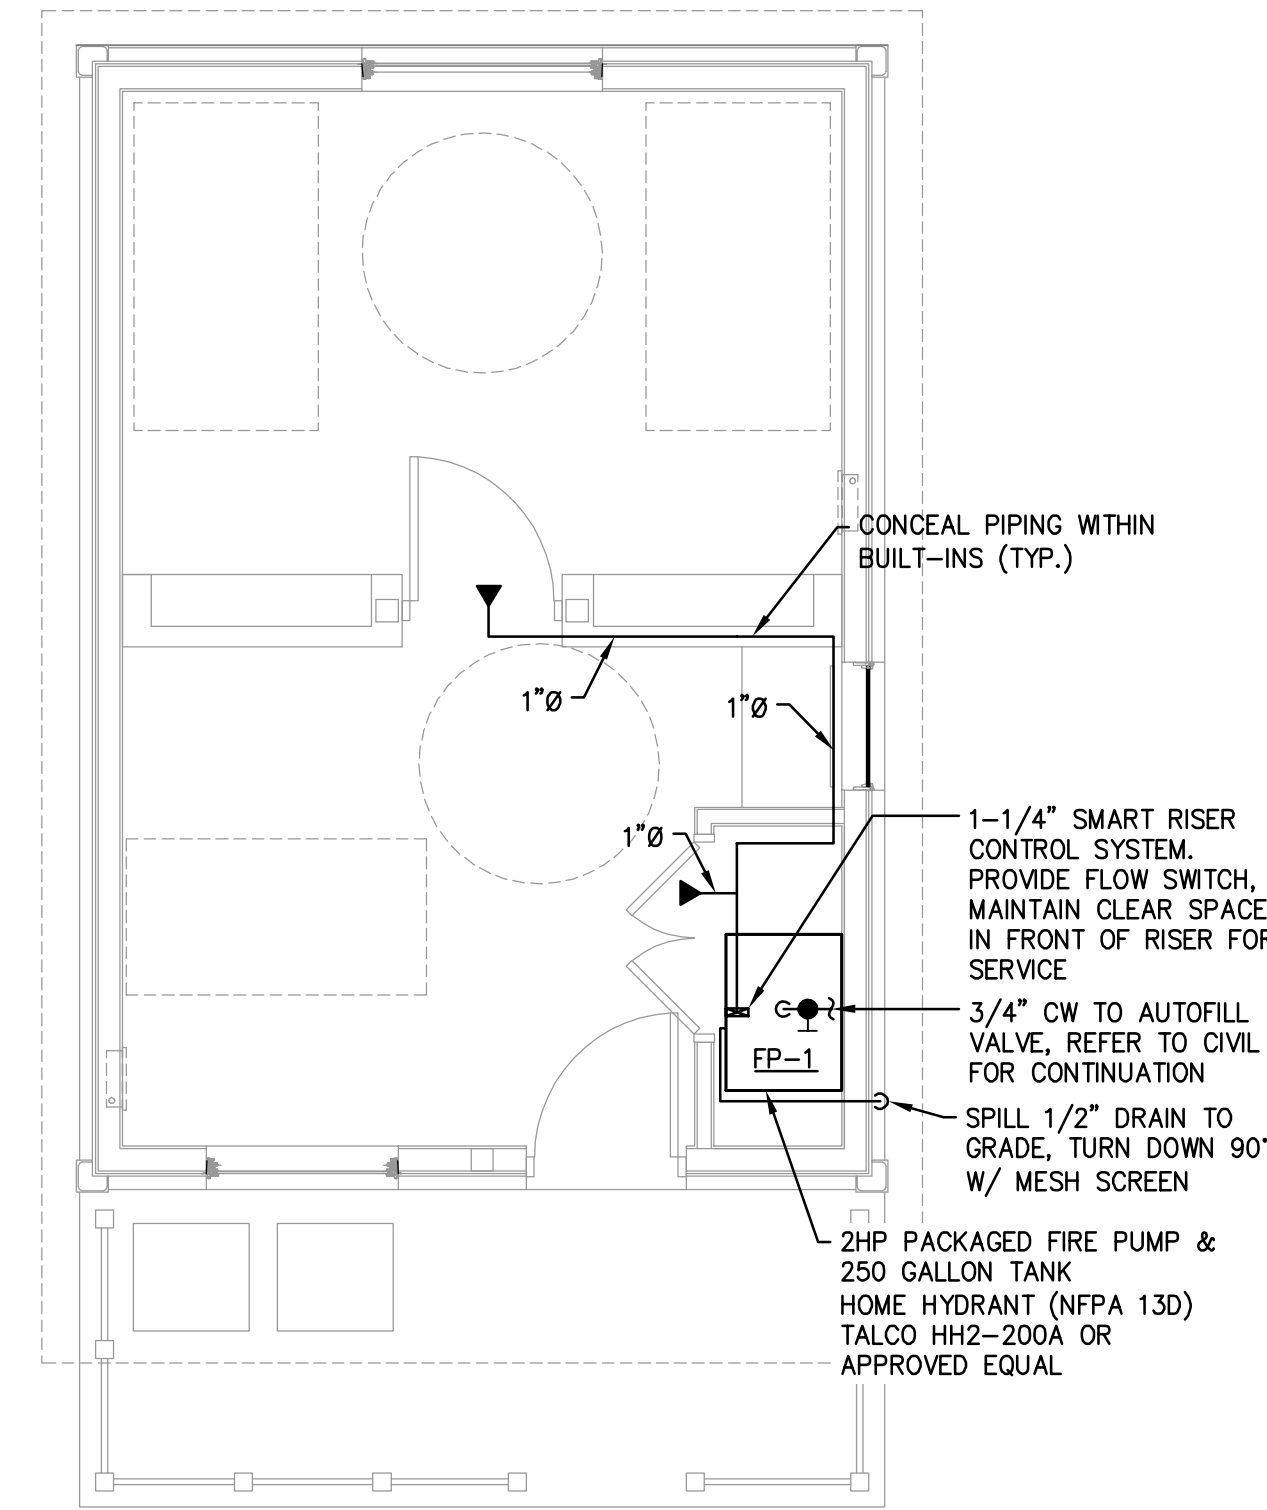 CONCEAL PIPING WITHIN
BUILT-INS (TYP.)
1"Ø
1"Ø
1"Ø
1-1/4" SMART RISER
CONTROL SYSTEM.
PROVIDE FLOW SWITCH,
MAINTAIN CLEAR SPACE
IN FRONT OF RISER FOR
SERVICE
3/4" CW TO AUTOFILL
VALVE, REFER TO CIVIL
FOR CONTINUATION
FP-1
SPILL 1/2" DRAIN TO
GRADE, TURN DOWN 90°
W/ MESH SCREEN
2HP PACKAGED FIRE PUMP &
250 GALLON TANK
HOME HYDRANT (NFPA 13D)
TALCO HH2-200A OR
APPROVED EQUAL